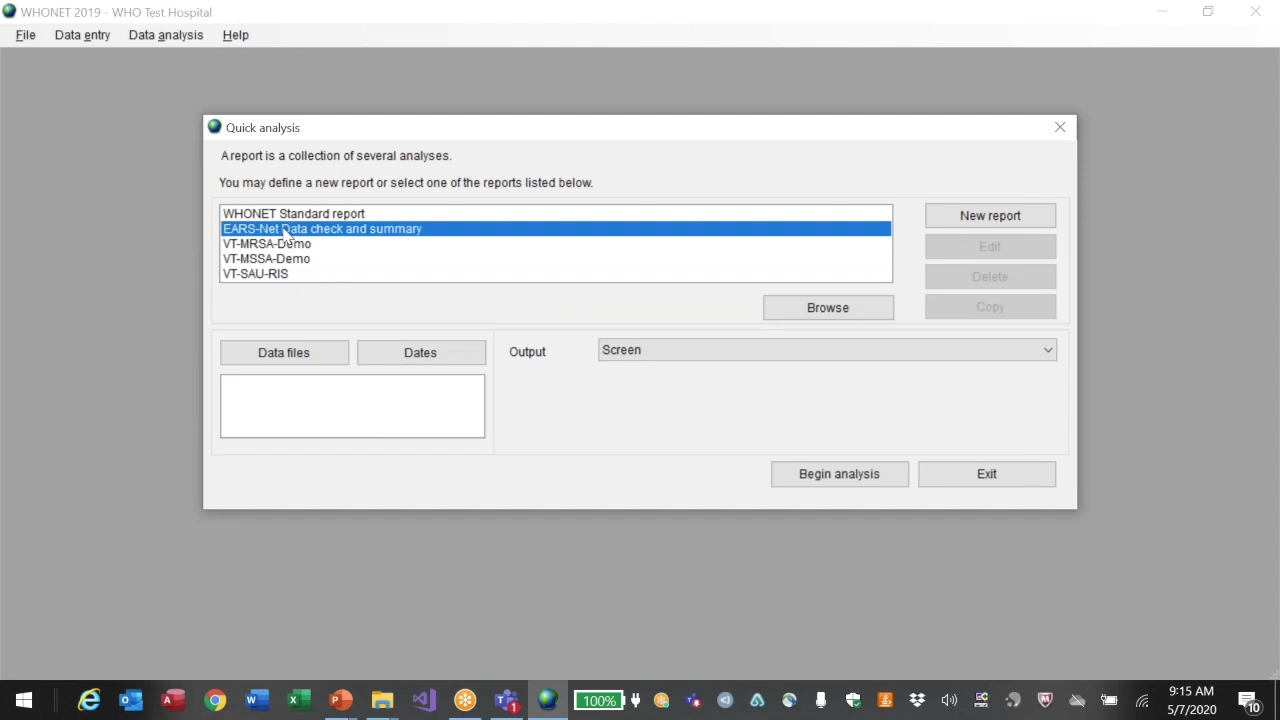 WHONET 2019 - WHO Test Hospital
File Data entry Data analysis Help
Quick analysis
A report is a collection of several analyses.
You may define a new report or select one of the reports listed below.
WHONET Standard report
EARS-Net Data check and summary
VT-MRSA-Demo
VT-MSSA-Demo
VT-SAU-RIS
New report
Edit
Delete
Copy
Browse
Data files
Dates
Output
Screen
Begin analysis
Exit
100%
1
9:15 AM
5/7/2020
10